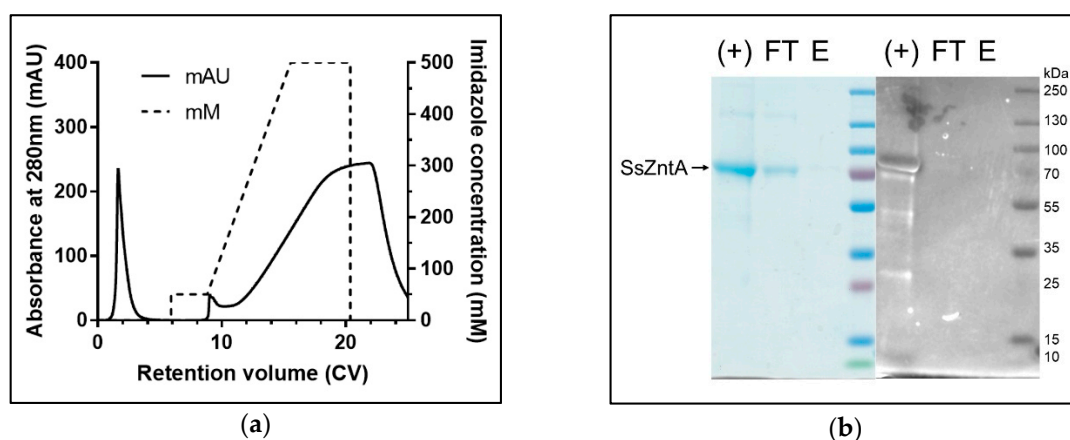 400
300
200
100
0
Absorbance at 280nm (mAU)
mAU
mM
500
400
300
200
100
0
Imidazole concentration (mM)
0 10 20
Retention volume (CV)
(a)
(+) FT E (+) FT E
kDa
250
130
100
70
55
35
25
15
10
SsZntA
(b)